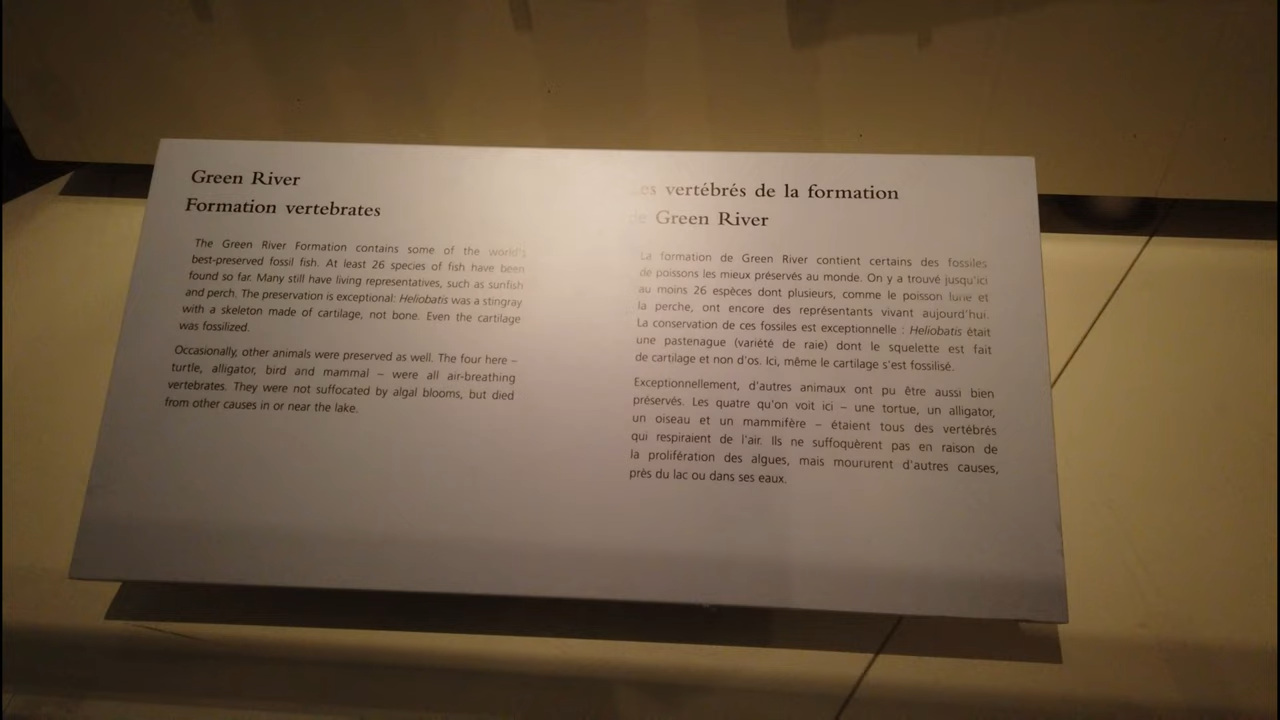 Green River
Formation vertebrates
The Green River Formation contains some of the world's
best-preserved fossil fish. At least 26 species of fish have been
found so far. Many still have living representatives, such as sunfish
and perch. The preservation is exceptional: Heliobatis was a stingray
with a skeleton made of cartilage, not bone. Even the cartilage
was fossilized.
Occasionally, other animals were preserved as well. The four here –
turtle, alligator, bird and mammal – were all air-breathing
vertebrates. They were not suffocated by algal blooms, but died
from other causes in or near the lake.
Les vertébrés de la formation
de Green River
La formation de Green River contient certains des fossiles
de poissons les mieux préservés au monde. On y a trouvé jusqu'ici
au moins 26 espèces dont plusieurs, comme le poisson lune et
la perche, ont encore des représentants vivant aujourd'hui.
La conservation de ces fossiles est exceptionnelle : Heliobatis était
une pastenague (variété de raie) dont le squelette est fait
de cartilage et non d'os. Ici, même le cartilage s'est fossilisé.
Exceptionnellement, d'autres animaux ont pu être aussi bien
préservés. Les quatre qu'on voit ici – une tortue, un alligator,
un oiseau et un mammifère – étaient tous des vertébrés
qui respiraient de l'air. Ils ne suffoquèrent pas en raison de
la prolifération des algues, mais moururent d'autres causes,
près du lac ou dans ses eaux.